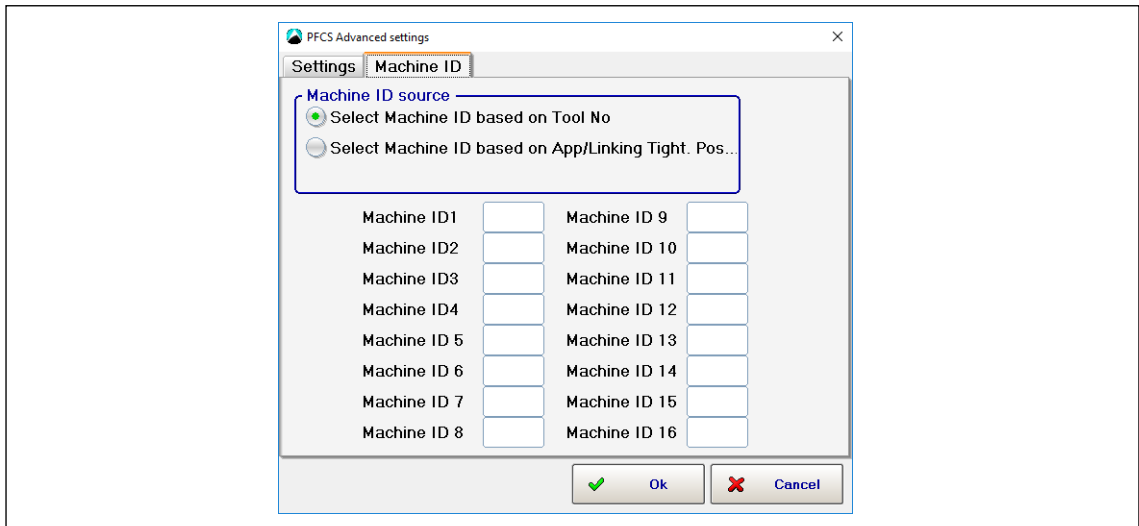 PFCS Advanced settings
Settings Machine ID
Machine ID source
Select Machine ID based on Tool No
Select Machine ID based on App/Linking Tight. Pos...
Machine ID1 Machine ID 9
Machine ID2 Machine ID 10
Machine ID3 Machine ID 11
Machine ID4 Machine ID 12
Machine ID 5 Machine ID 13
Machine ID 6 Machine ID 14
Machine ID 7 Machine ID 15
Machine ID 8 Machine ID 16
Ok Cancel